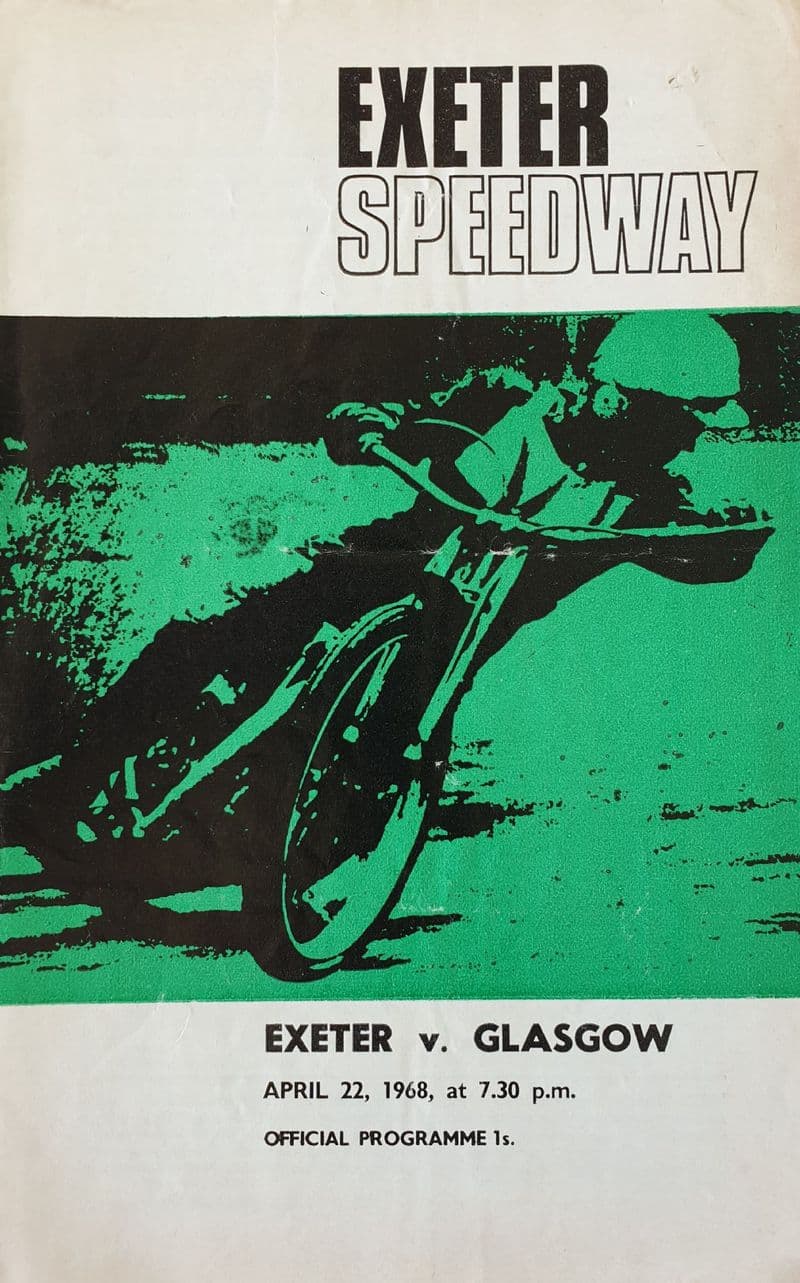 EXETER
SPEEDWAY
EXETER v. GLASGOW
APRIL 22, 1968, at 7.30 p.m.
OFFICIAL PROGRAMME 1s.